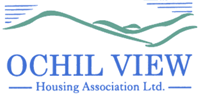 OCHIL VIEW
Housing Association Ltd.